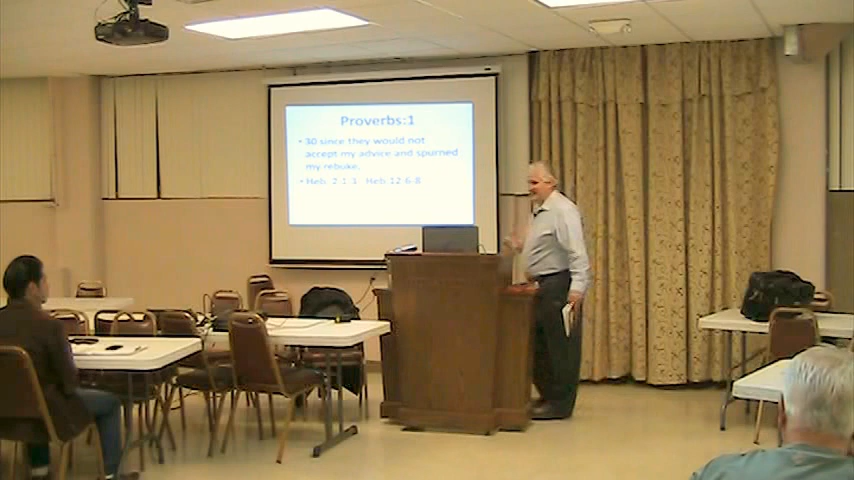 Proverbs:1
• 30 since they would not
accept my advice and spurned
my rebuke.
• Heb. 2:1-3 Heb.12:6-8